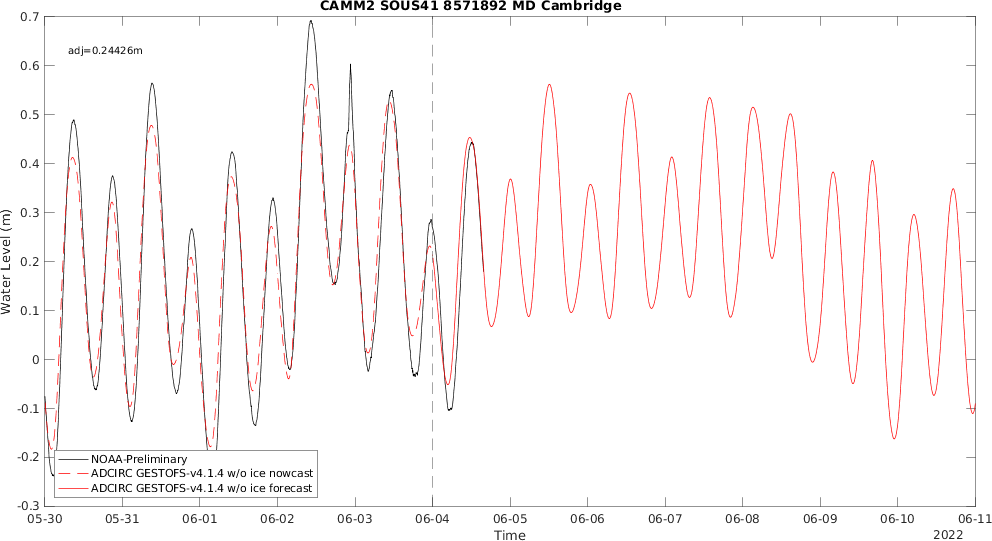 CAMM2 SOUS41 8571892 MD Cambridge
0.7
adj=0.24426m
0.6
0.5
0.4
0.3
0.2
0.1
0
-0.1
-0.2
-0.3
Water Level (m)
NOAA-Preliminary
ADCIRC GESTOFS-v4.1.4 w/o ice nowcast
ADCIRC GESTOFS-v4.1.4 w/o ice forecast
05-30 05-31 06-01 06-02 06-03 06-04 06-05 06-06 06-07 06-08 06-09 06-10 06-11
Time
2022